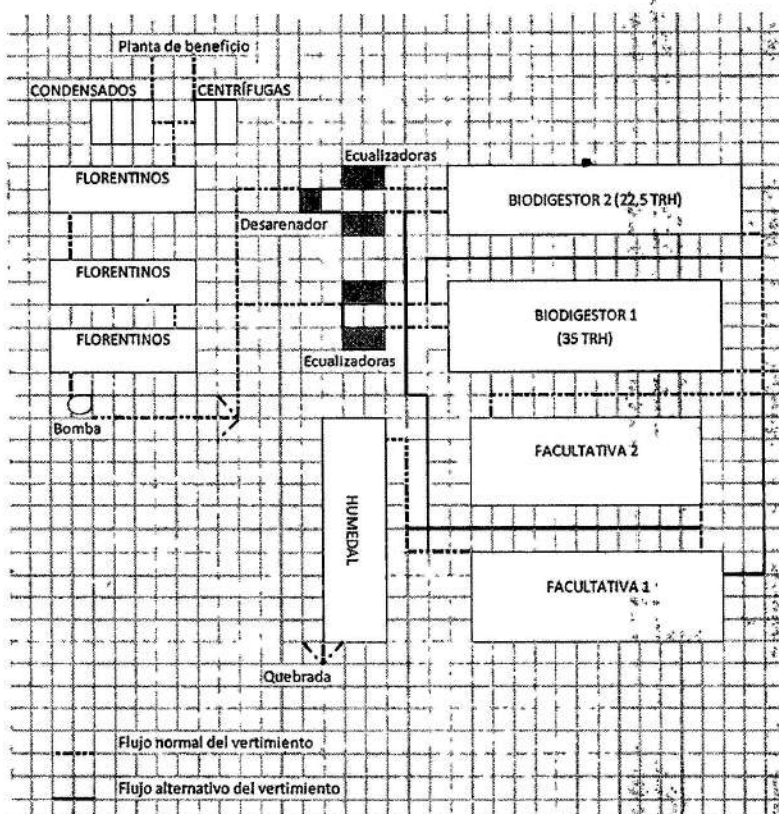 Planta de beneficio
CONDENSADOS
CENTRÍFUGAS
Ecualizadoras
FLORENTINOS
BIODIGESTOR 2 (22,5 TRH)
Desarenador
FLORENTINOS
BIODIGESTOR 1
(35 TRH)
FLORENTINOS
Ecualizadoras
Bomba
FACULTATIVA 2
HUMEDAL
FACULTATIVA 1
Quebrada
Flujo normal del vertimiento
Flujo alternativo del vertimiento